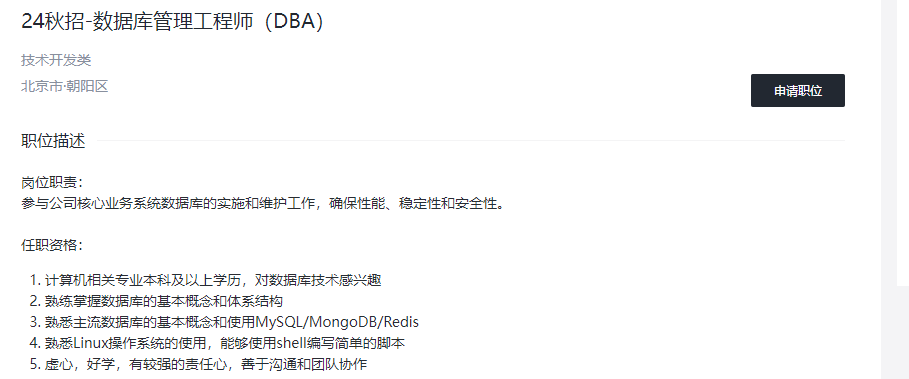 24秋招-数据库管理工程师（DBA）
技术开发类
北京市·朝阳区
申请职位
职位描述
岗位职责：
参与公司核心业务系统数据库的实施和维护工作，确保性能、稳定性和安全性。
任职资格：
1. 计算机相关专业本科及以上学历，对数据库技术感兴趣
2. 熟练掌握数据库的基本概念和体系结构
3. 熟悉主流数据库的基本概念和使用MySQL/MongoDB/Redis
4. 熟悉Linux操作系统的使用，能够使用shell编写简单的脚本
5. 虚心，好学，有较强的责任心，善于沟通和团队协作